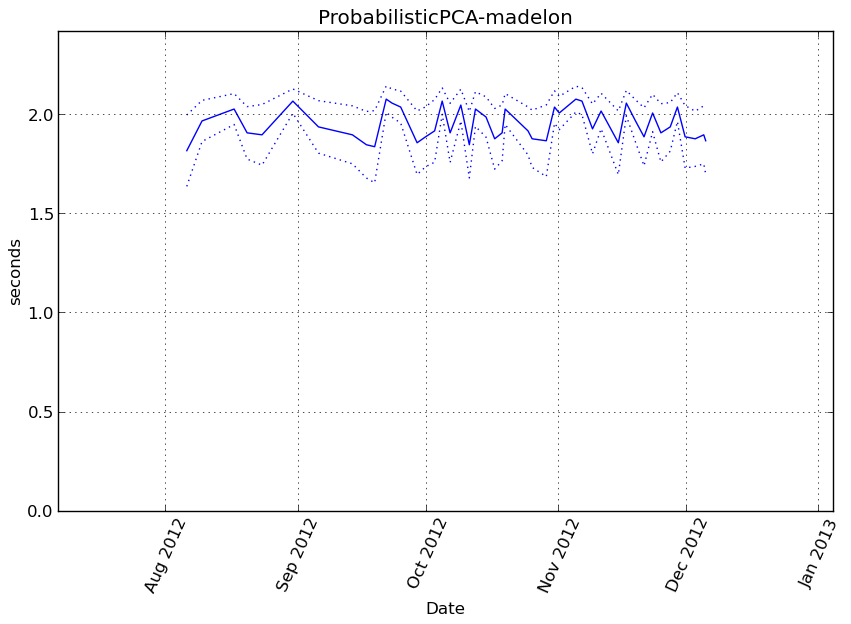 ProbabilisticPCA-madelon
seconds
2.0
1.5
1.0
0.5
0.0
Aug 2012
Sep 2012
Oct 2012
Nov 2012
Dec 2012
Jan 2013
Date